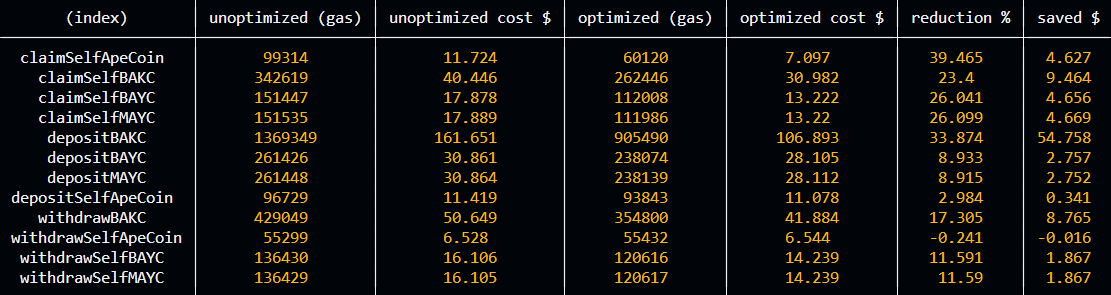 (index) unoptimized (gas) unoptimized cost $ optimized (gas) optimized cost $ reduction % saved $
claimSelfApeCoin 99314 11.724 60120 7.097 39.465 4.627
claimSelfBAKC 342619 40.446 262446 30.982 23.4 9.464
claimSelfBAYC 151447 17.878 112008 13.222 26.041 4.656
claimSelfMAYC 151535 17.889 111986 13.22 26.099 4.669
depositBAKC 1369349 161.651 905490 106.893 33.874 54.758
depositBAYC 261426 30.861 238074 28.105 8.933 2.757
depositMAYC 261448 30.864 238139 28.112 8.915 2.752
depositSelfApeCoin 96729 11.419 93843 11.078 2.984 0.341
withdrawBAKC 429049 50.649 354800 41.884 17.305 8.765
withdrawSelfApeCoin 55299 6.528 55432 6.544 -0.241 -0.016
withdrawSelfBAYC 136430 16.106 120616 14.239 11.591 1.867
withdrawSelfMAYC 136429 16.105 120617 14.239 11.59 1.867